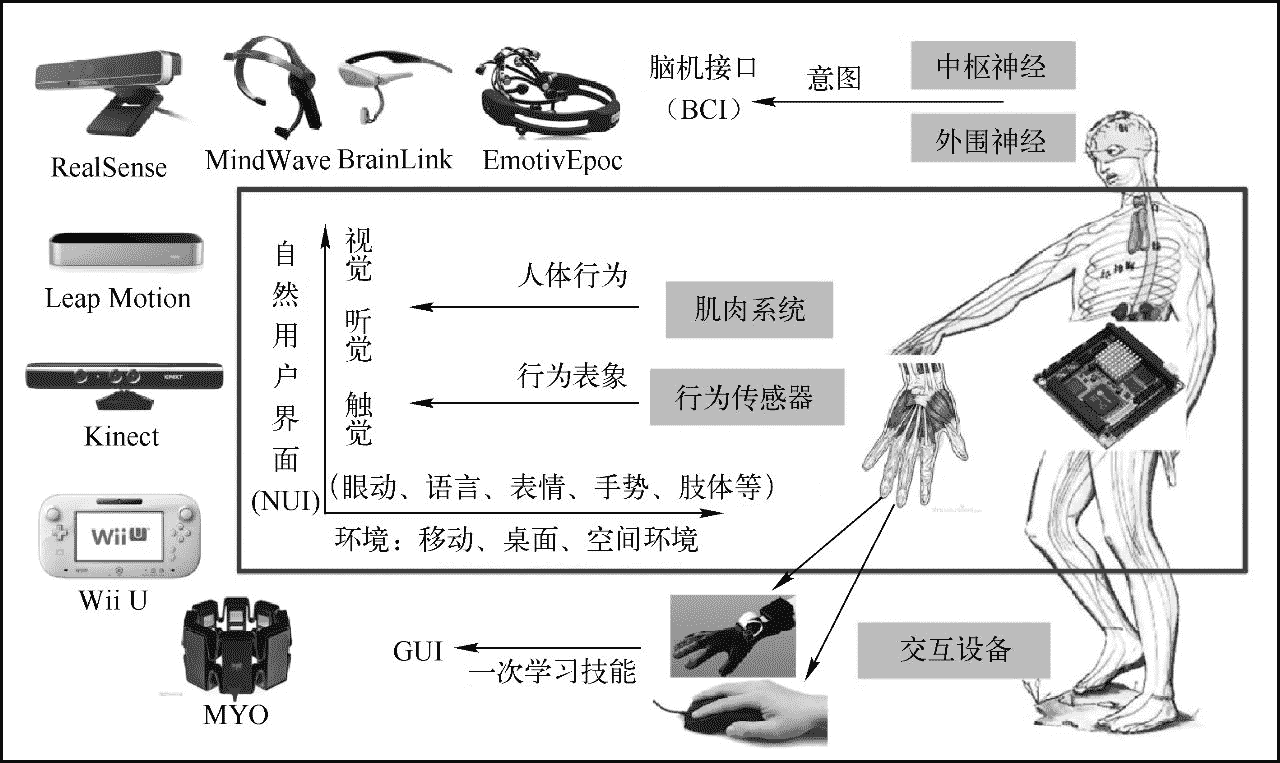 RealSense
MindWave
BrainLink
EmotivEpoc
脑机接口
（BCI）
意图
中枢神经
外围神经
Leap Motion
Kinect
KINECT
Wii U
Wii U
MYO
自然用户界面
(NUI)
视觉
听觉
触觉
人体行为
肌肉系统
行为表象
行为传感器
（眼动、语言、表情、手势、肢体等）
环境：移动、桌面、空间环境
GUI
一次学习技能
交互设备